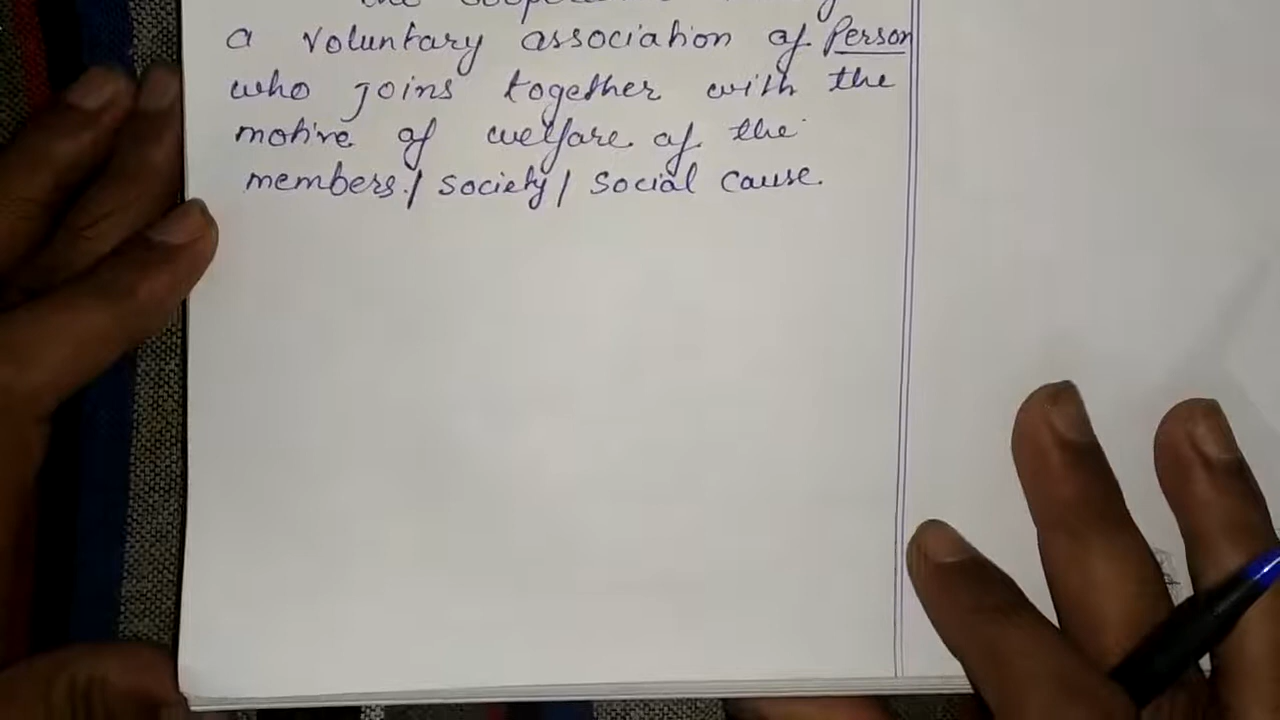 a voluntary association of Person
who joins together with the
motive of welfare of the
members./ society/ social cause.